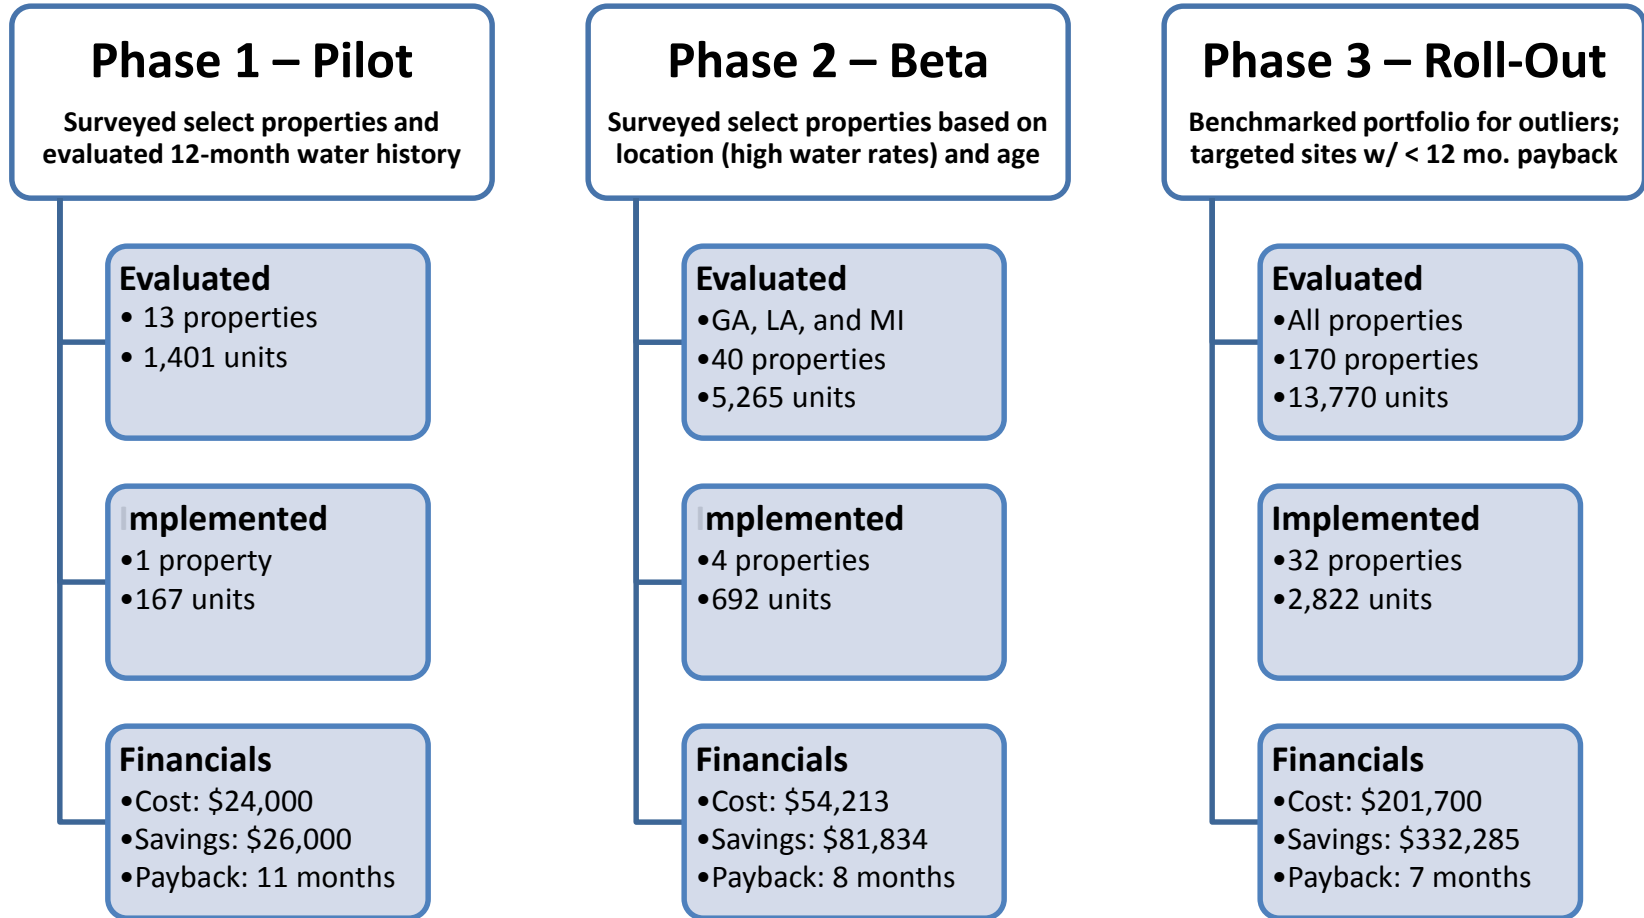 Phase 1 – Pilot
Surveyed select properties and
evaluated 12-month water history
Evaluated
• 13 properties
• 1,401 units
Implemented
•1 property
•167 units
Financials
•Cost: $24,000
•Savings: $26,000
•Payback: 11 months
Phase 2 – Beta
Surveyed select properties based on
location (high water rates) and age
Evaluated
•GA, LA, and MI
•40 properties
•5,265 units
Implemented
•4 properties
•692 units
Financials
•Cost: $54,213
•Savings: $81,834
•Payback: 8 months
Phase 3 – Roll-Out
Benchmarked portfolio for outliers;
targeted sites w/ < 12 mo. payback
Evaluated
•All properties
•170 properties
•13,770 units
Implemented
•32 properties
•2,822 units
Financials
•Cost: $201,700
•Savings: $332,285
•Payback: 7 months